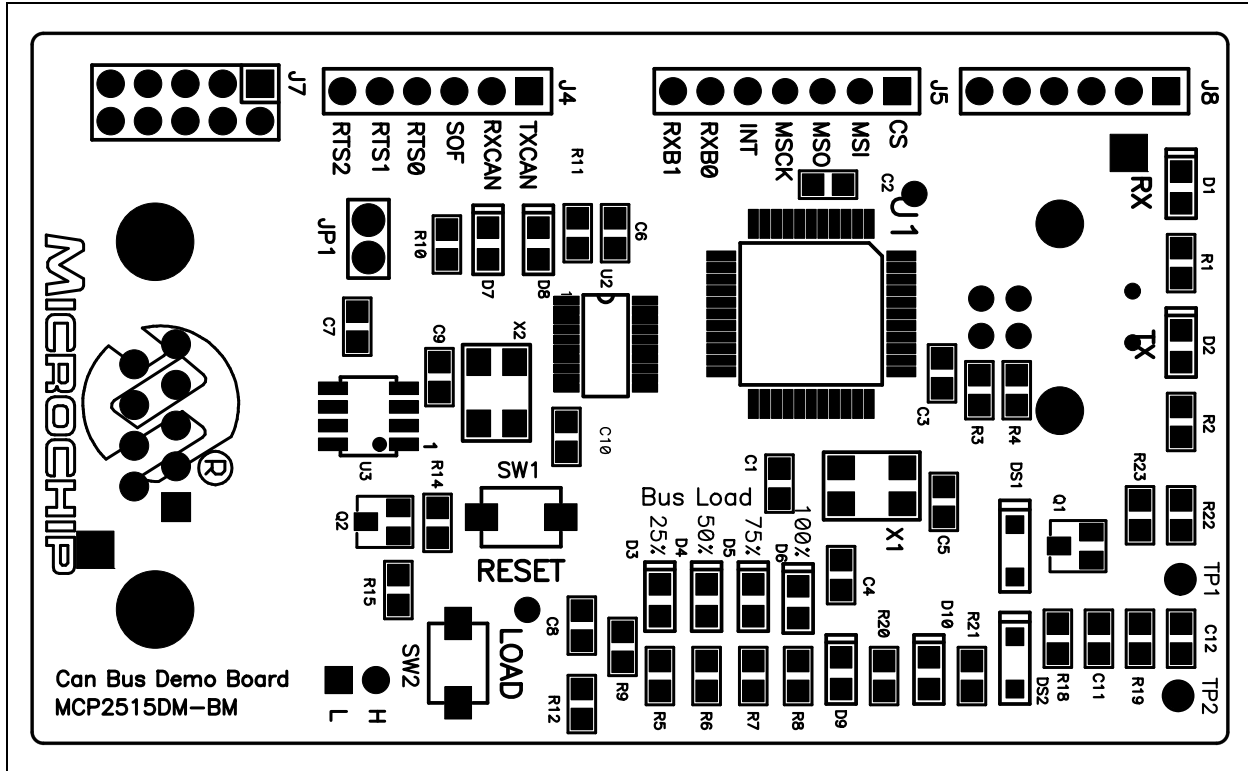 J7
J4
J5
J8
RTS2
RTS1
RTS0
SOF
RXCAN
TXCAN
RXB1
RXB0
INT
MSCK
MSO
MSI
CS
R11
C2
U1
RX
D1
JP1
R10
D7
D8
C6
U2
1
R1
C7
C9
X2
TX
D2
MICROCHIP
®
U3
1
C10
C3
R3
R4
R2
R14
SW1
C1
DS1
R23
Bus Load
25%
50%
75%
100%
Q2
X1
C5
Q1
R22
RESET
D3
D4
D5
D6
C4
TP1
R15
SW2
LOAD
C8
R9
R20
D10
R21
C12
Can Bus Demo Board
MCP2515DM-BM
L
H
R12
R5
R6
R7
R8
D9
DS2
R18
C11
R19
TP2